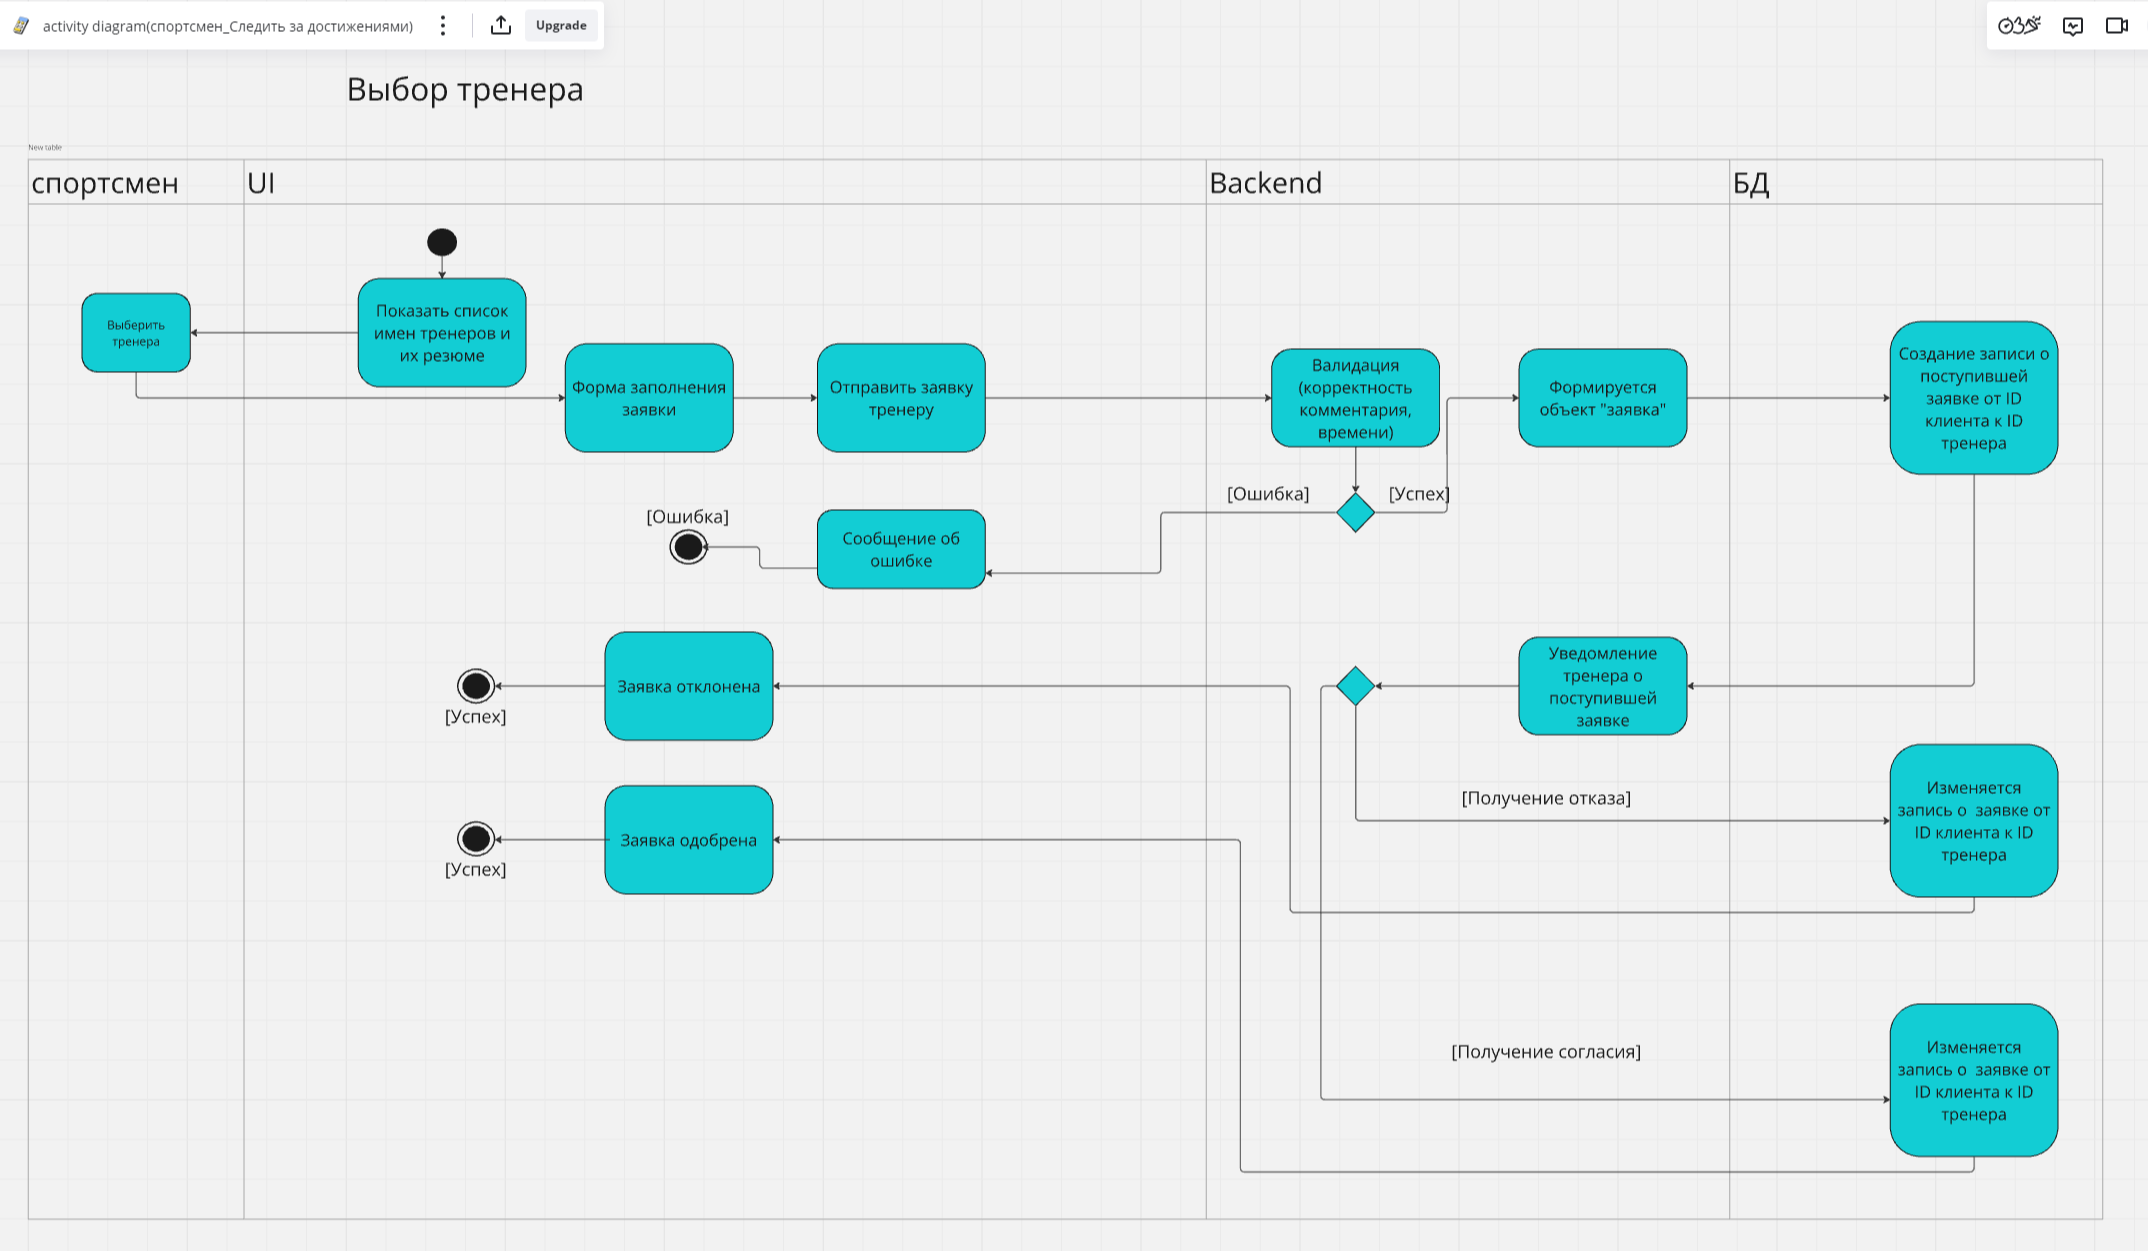 activity diagram(спортсмен_Следить за достижениями)
Upgrade
Выбор тренера
New table
спортсмен
UI
Backend
БД
Выберить
тренера
Показать список
имен тренеров и
их резюме
Форма заполнения
заявки
Отправить заявку
тренеру
Валидация
(корректность
комментария,
времени)
Формируется
объект "заявка"
Создание записи о
поступившей
заявке от ID
клиента к ID
тренера
[Ошибка]
[Успех]
[Ошибка]
Сообщение об
ошибке
Заявка отклонена
[Успех]
Уведомление
тренера о
поступившей
заявке
[Получение отказа]
Изменяется
запись о  заявке от
ID клиента к ID
тренера
Заявка одобрена
[Успех]
[Получение согласия]
Изменяется
запись о  заявке от
ID клиента к ID
тренера